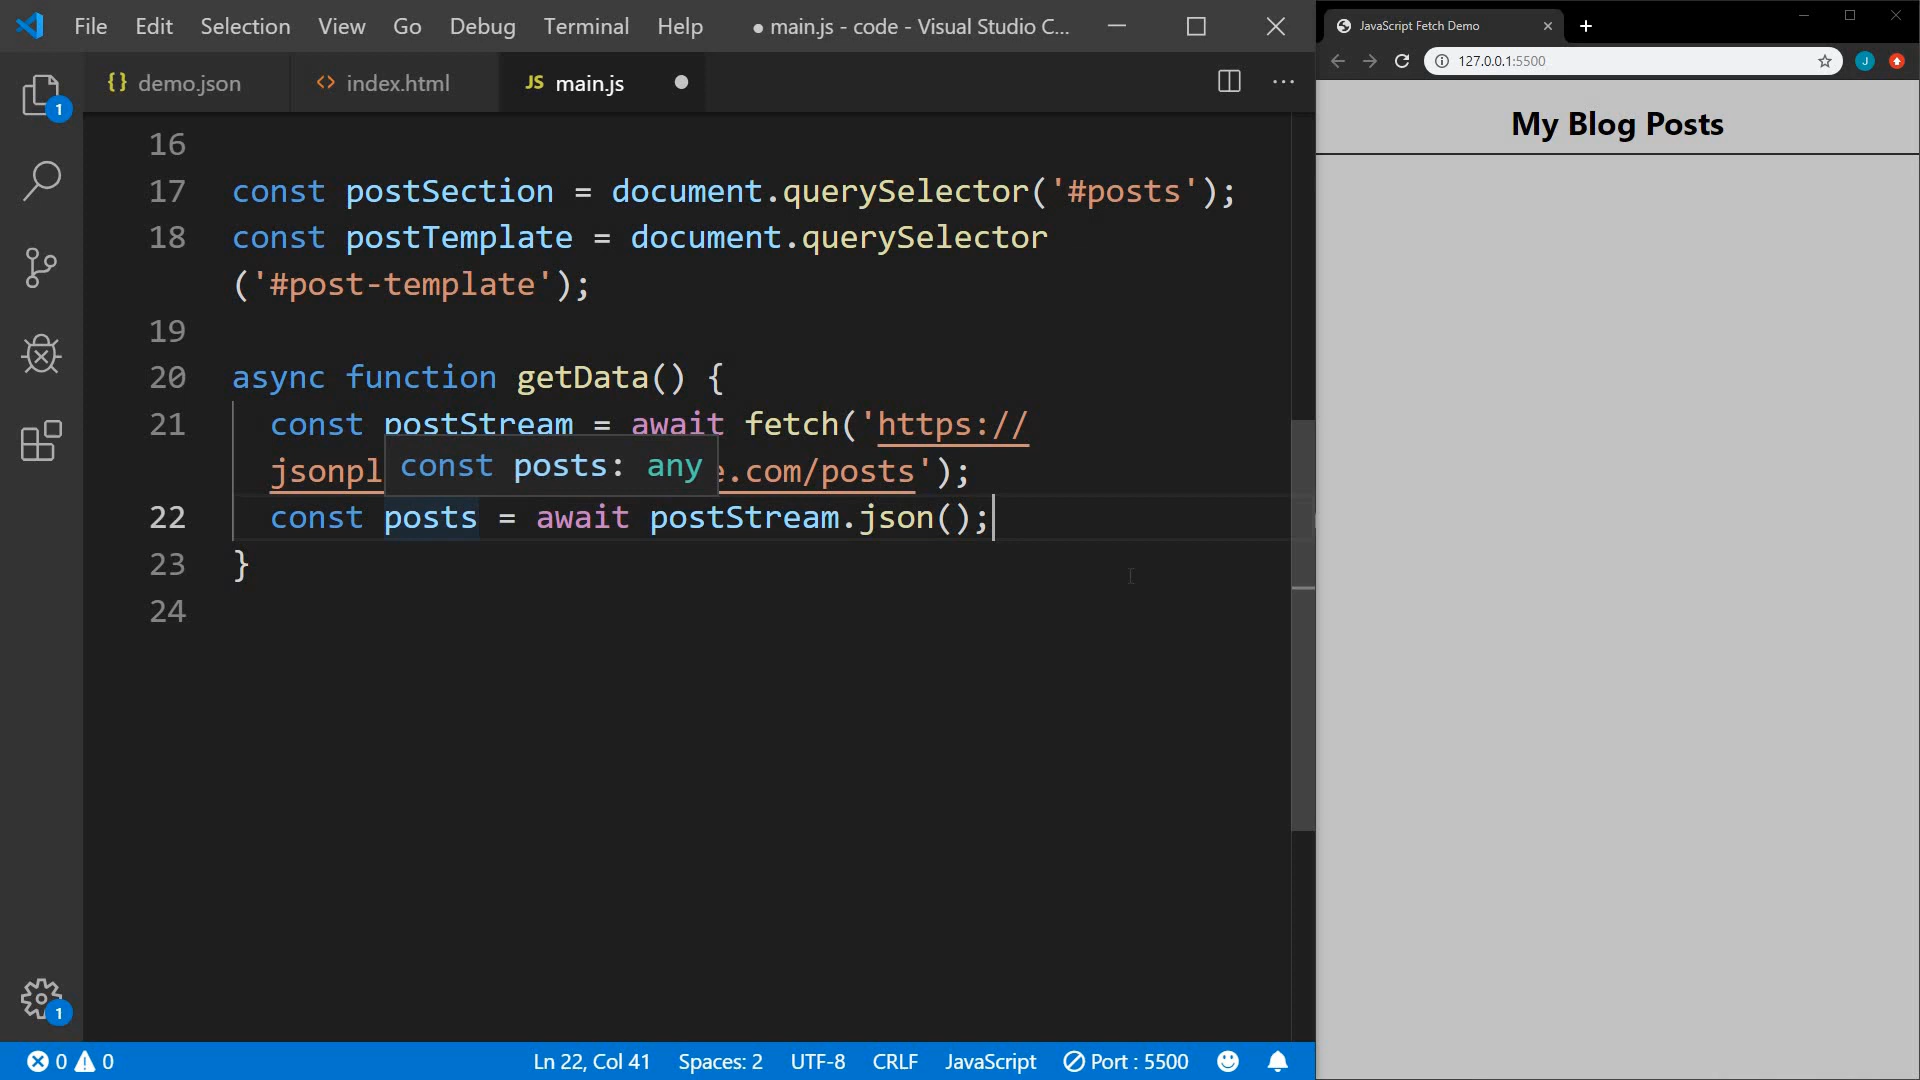 File Edit Selection View Go Debug Terminal Help ● main.js - code - Visual Studio C...
{} demo.json <> index.html JS main.js ● ...
1
16
17 const postSection = document.querySelector('#posts');
18 const postTemplate = document.querySelector
('#post-template');
19
20 async function getData() {
21 const postStream = await fetch('https://
jsonpl e.com/posts');
const posts: any
22 const posts = await postStream.json();
23 }
24
1
0 0 Ln 22, Col 41 Spaces: 2 UTF-8 CRLF JavaScript Port : 5500
JavaScript Fetch Demo
127.0.0.1:5500 J
My Blog Posts